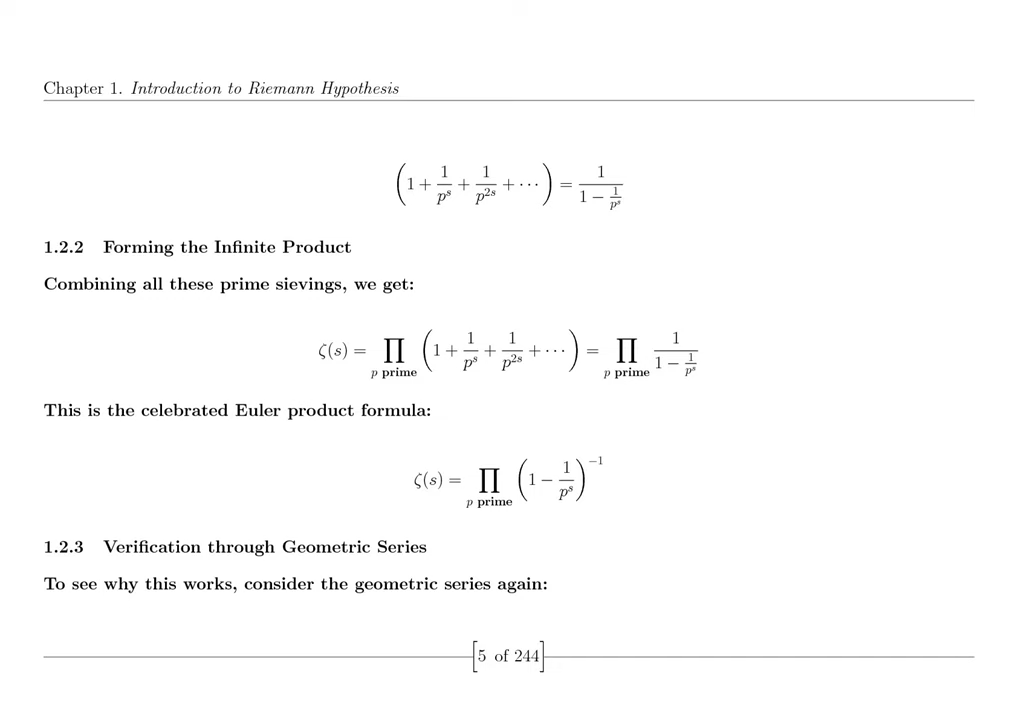 Chapter 1. Introduction to Riemann Hypothesis
(1 + 1/p^s + 1/p^{2s} + ···) = 1/(1 − 1/p^s)
1.2.2 Forming the Infinite Product
Combining all these prime sievings, we get:
ζ(s) = ∏_{p prime} (1 + 1/p^s + 1/p^{2s} + ···) = ∏_{p prime} 1/(1 − 1/p^s)
This is the celebrated Euler product formula:
ζ(s) = ∏_{p prime} (1 − 1/p^s)^{−1}
1.2.3 Verification through Geometric Series
To see why this works, consider the geometric series again:
[5 of 244]